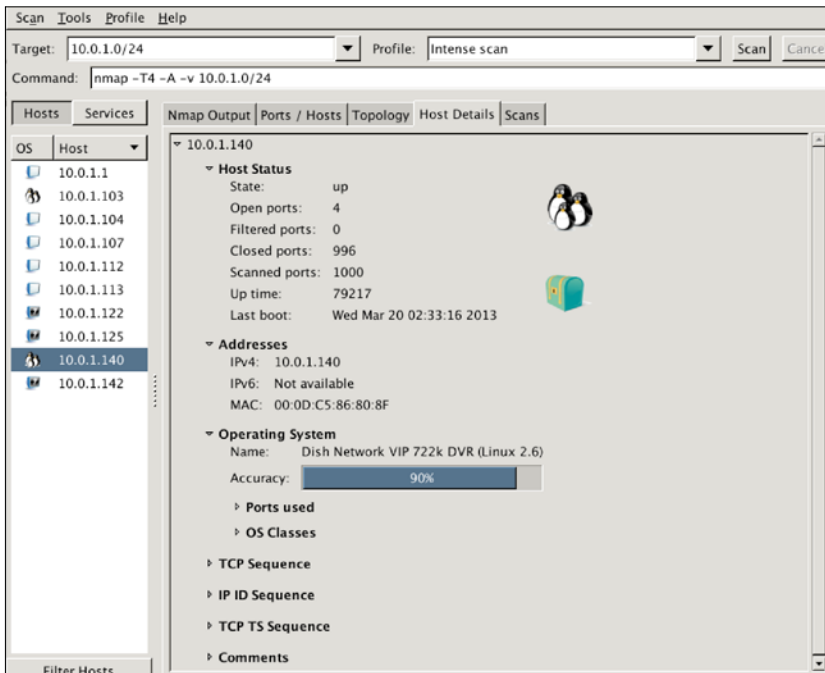 Scan Tools Profile Help
Target: 10.0.1.0/24 Profile: Intense scan Scan Cance
Command: nmap -T4 -A -v 10.0.1.0/24
Hosts Services Nmap Output Ports / Hosts Topology Host Details Scans
OS Host
10.0.1.1
10.0.1.103
10.0.1.104
10.0.1.107
10.0.1.112
10.0.1.113
10.0.1.122
10.0.1.125
10.0.1.140
10.0.1.142
Filter Hosts
10.0.1.140
Host Status
State: up
Open ports: 4
Filtered ports: 0
Closed ports: 996
Scanned ports: 1000
Up time: 79217
Last boot: Wed Mar 20 02:33:16 2013
Addresses
IPv4: 10.0.1.140
IPv6: Not available
MAC: 00:0D:C5:86:80:8F
Operating System
Name: Dish Network VIP 722k DVR (Linux 2.6)
Accuracy: 90%
Ports used
OS Classes
TCP Sequence
IP ID Sequence
TCP TS Sequence
Comments